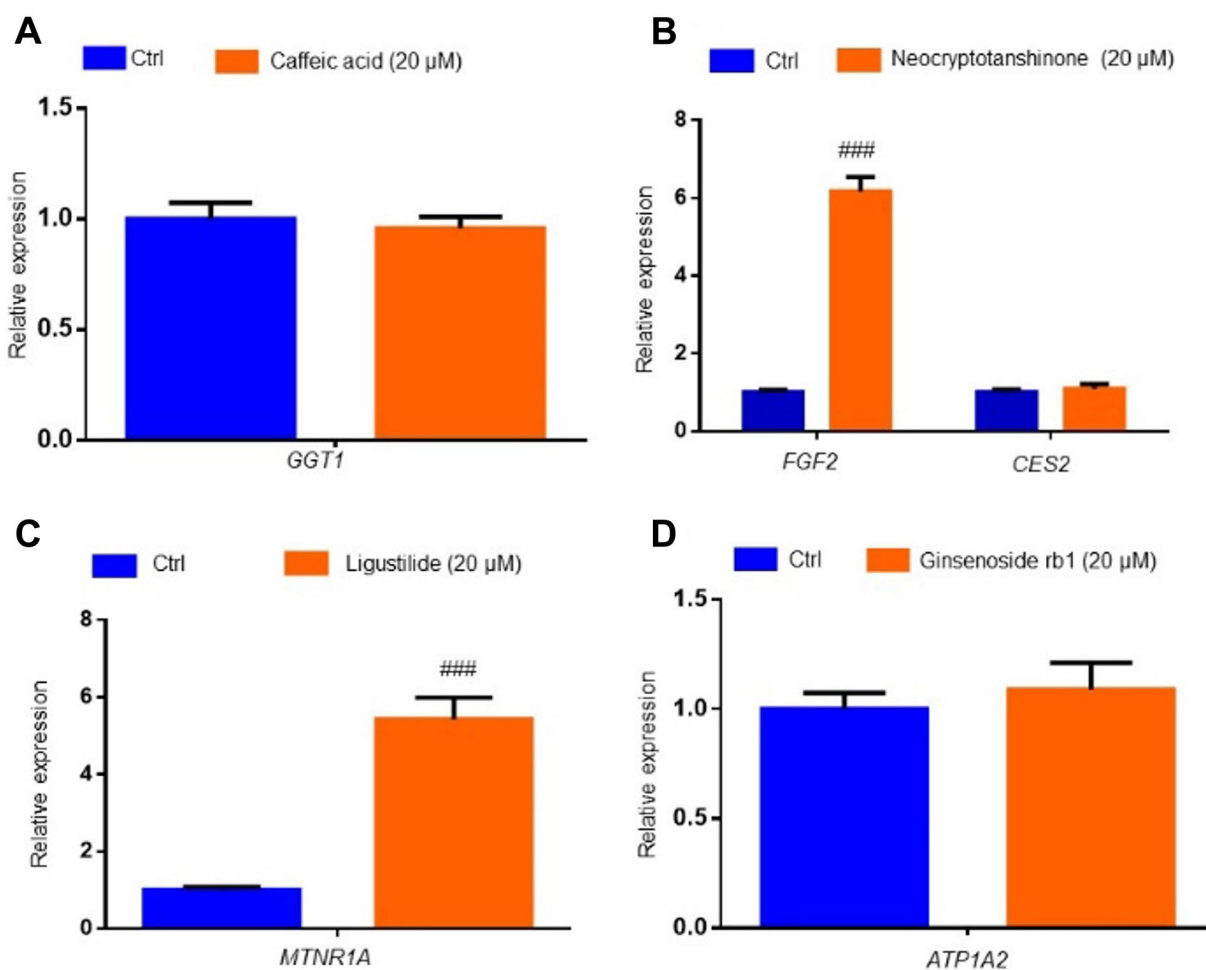 A
Ctrl
Caffeic acid (20 µM)
1.5
1.0
0.5
0.0
Relative expression
GGT1
B
Ctrl
Neocryptotanshinone (20 µM)
8
6
4
2
0
Relative expression
###
FGF2
CES2
C
Ctrl
Ligustilide (20 µM)
8
6
4
2
0
Relative expression
###
MTNR1A
D
Ctrl
Ginsenoside rb1 (20 µM)
1.5
1.0
0.5
0.0
Relative expression
ATP1A2